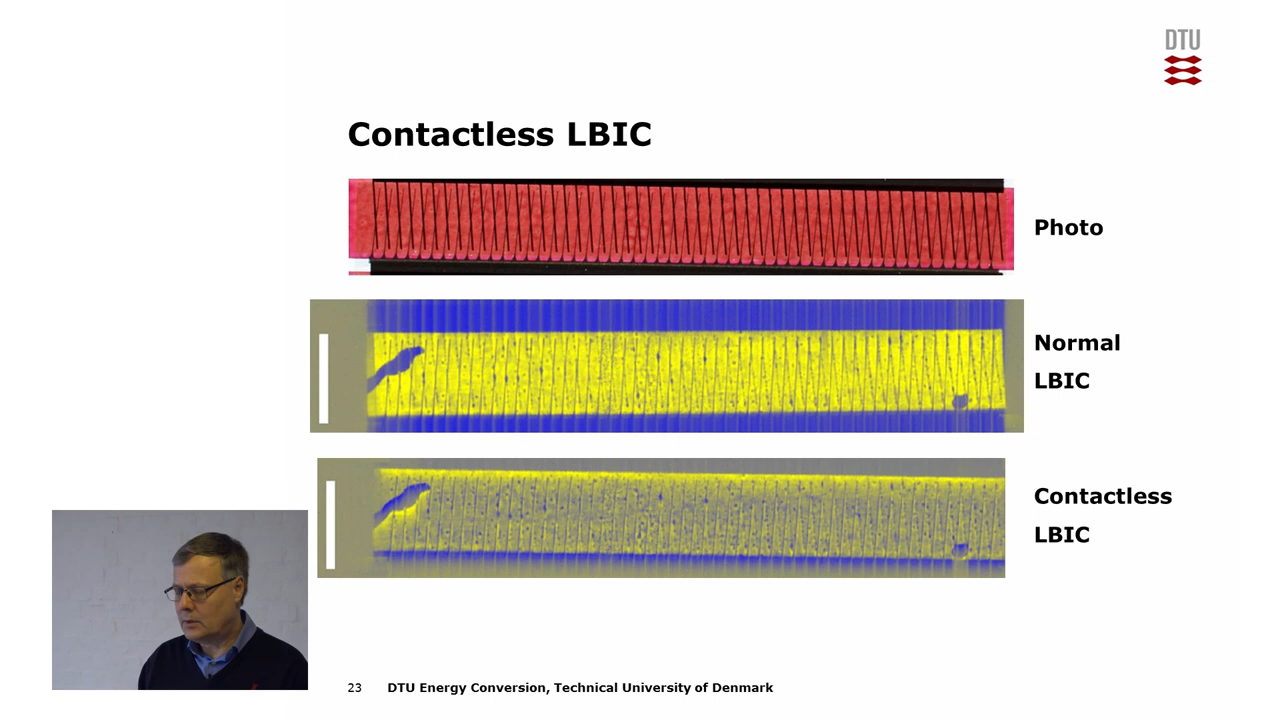 DTU
Contactless LBIC
Photo
Normal
LBIC
Contactless
LBIC
23 DTU Energy Conversion, Technical University of Denmark